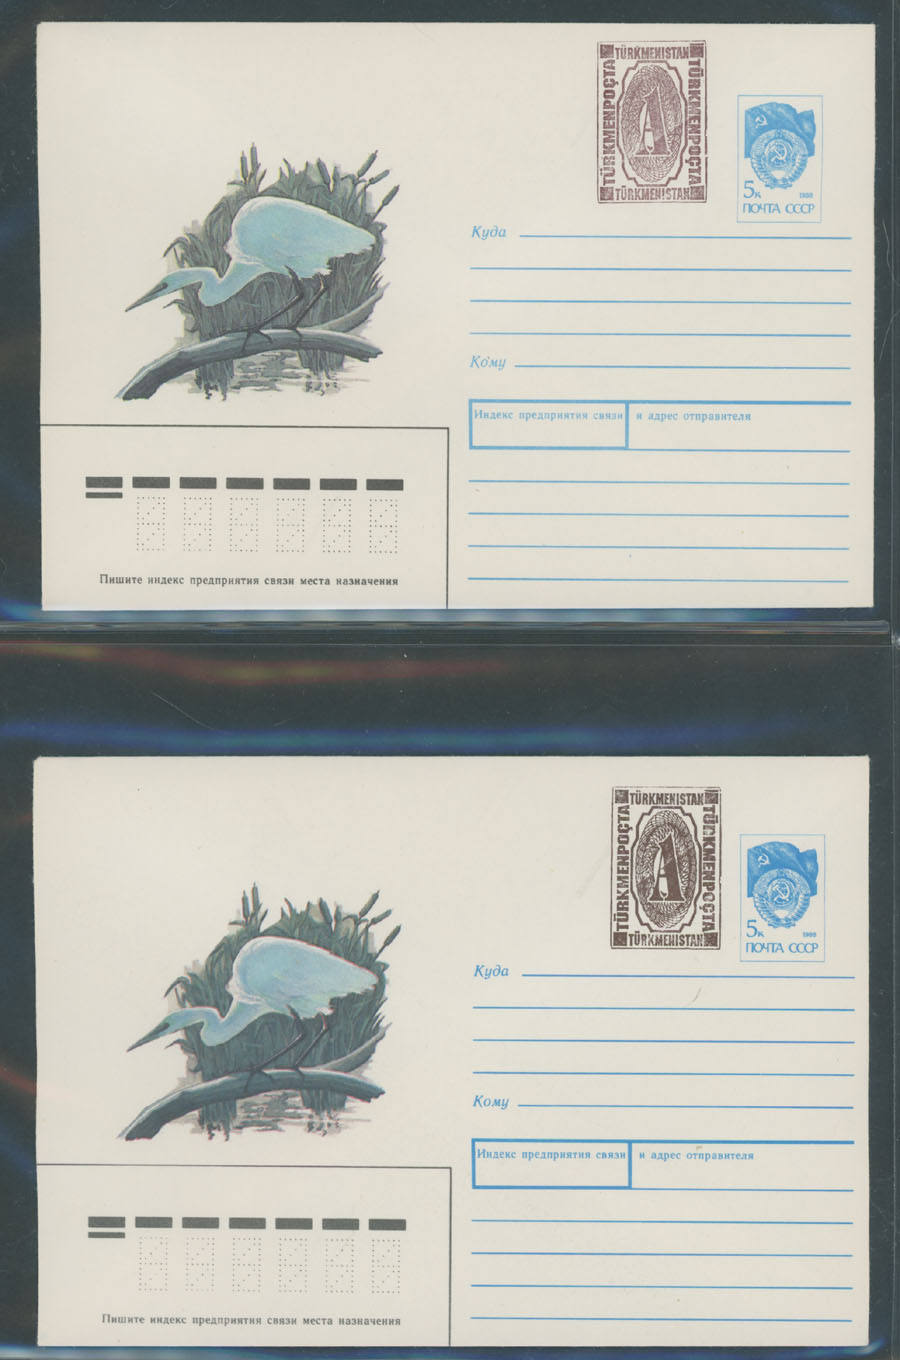 TÜRKMENISTAN
TÜRKMENPOÇTA
A
TÜRKMENPOÇTA
TÜRKMENISTAN
5к 1988
ПОЧТА СССР
Куда
Кому
Индекс предприятия связи и адрес отправителя
Пишите индекс предприятия связи места назначения
TÜRKMENISTAN
TÜRKMENPOÇTA
A
TÜRKMENPOÇTA
TÜRKMENISTAN
5к 1988
ПОЧТА СССР
Куда
Кому
Индекс предприятия связи и адрес отправителя
Пишите индекс предприятия связи места назначения